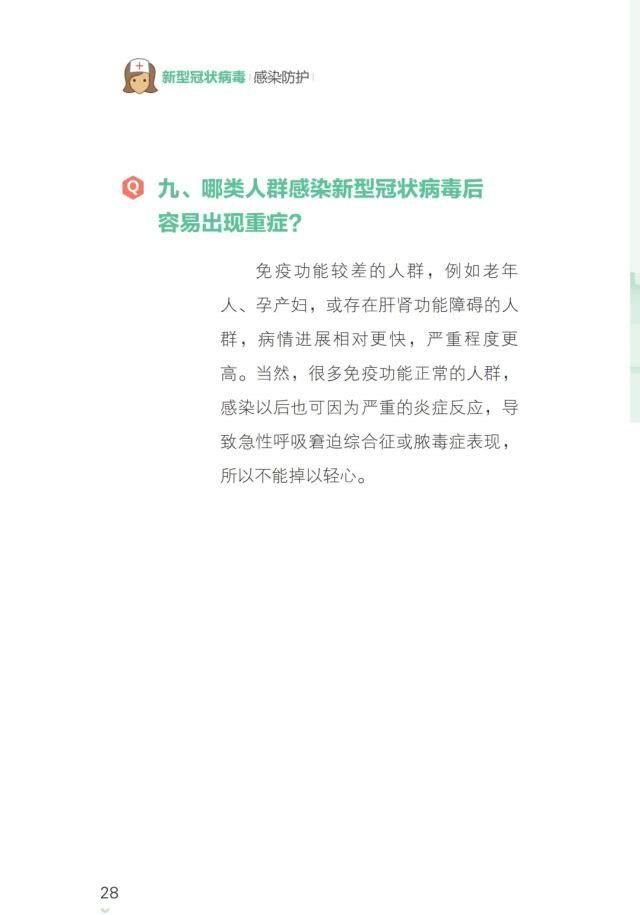 新型冠状病毒 | 感染防护 |
Q 九、哪类人群感染新型冠状病毒后
容易出现重症？
免疫功能较差的人群，例如老年
人、孕产妇，或存在肝肾功能障碍的人
群，病情进展相对更快，严重程度更
高。当然，很多免疫功能正常的人群，
感染以后也可因为严重的炎症反应，导
致急性呼吸窘迫综合征或脓毒症表现，
所以不能掉以轻心。
28